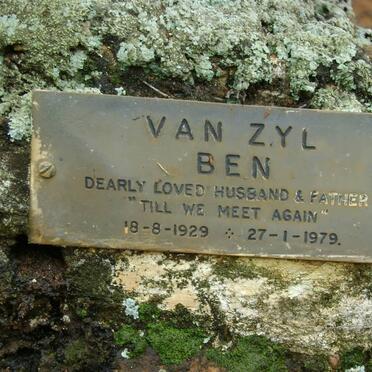 VAN ZYL
BEN
DEARLY LOVED HUSBAND & FATHER
"TILL WE MEET AGAIN"
18-8-1929 ÷ 27-1-1979.